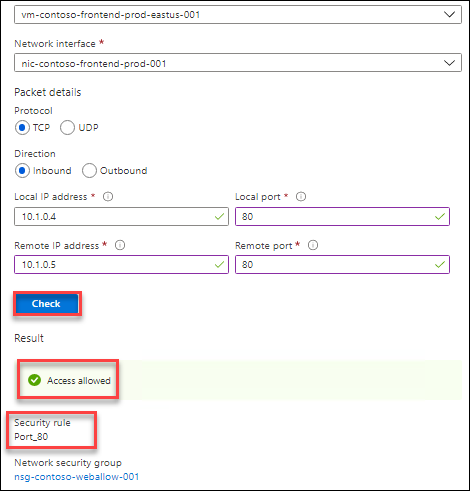 vm-contoso-frontend-prod-eastus-001
Network interface *
nic-contoso-frontend-prod-001
Packet details
Protocol
TCP UDP
Direction
Inbound Outbound
Local IP address * Local port *
10.1.0.4 80
Remote IP address * Remote port *
10.1.0.5 80
Check
Result
Access allowed
Security rule
Port_80
Network security group
nsg-contoso-weballow-001